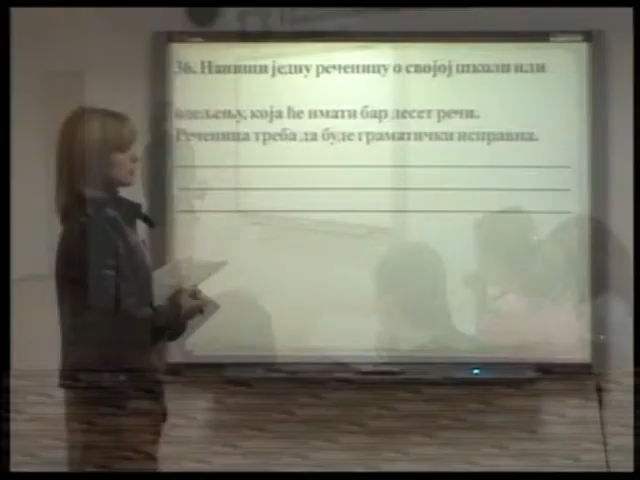 36. Напиши једну реченицу о својој школи или
одељењу, која ће имати бар десет речи.
Реченица треба да буде граматички исправна.